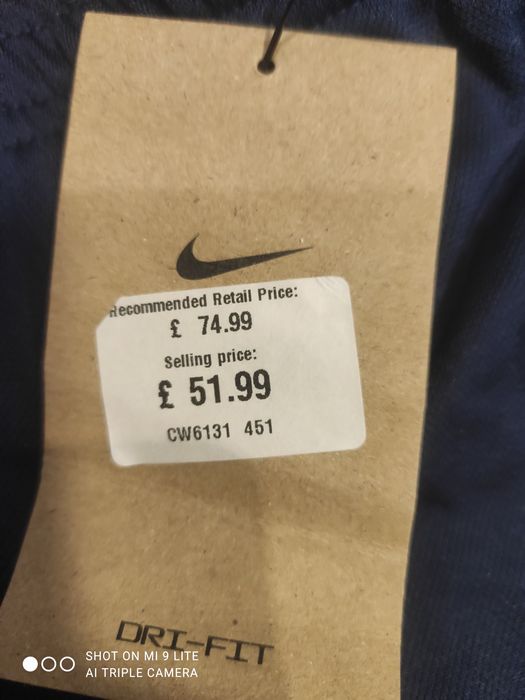 Recommended Retail Price:
£ 74.99
Selling price:
£ 51.99
CW6131 451
DRI-FIT
SHOT ON MI 9 LITE
AI TRIPLE CAMERA